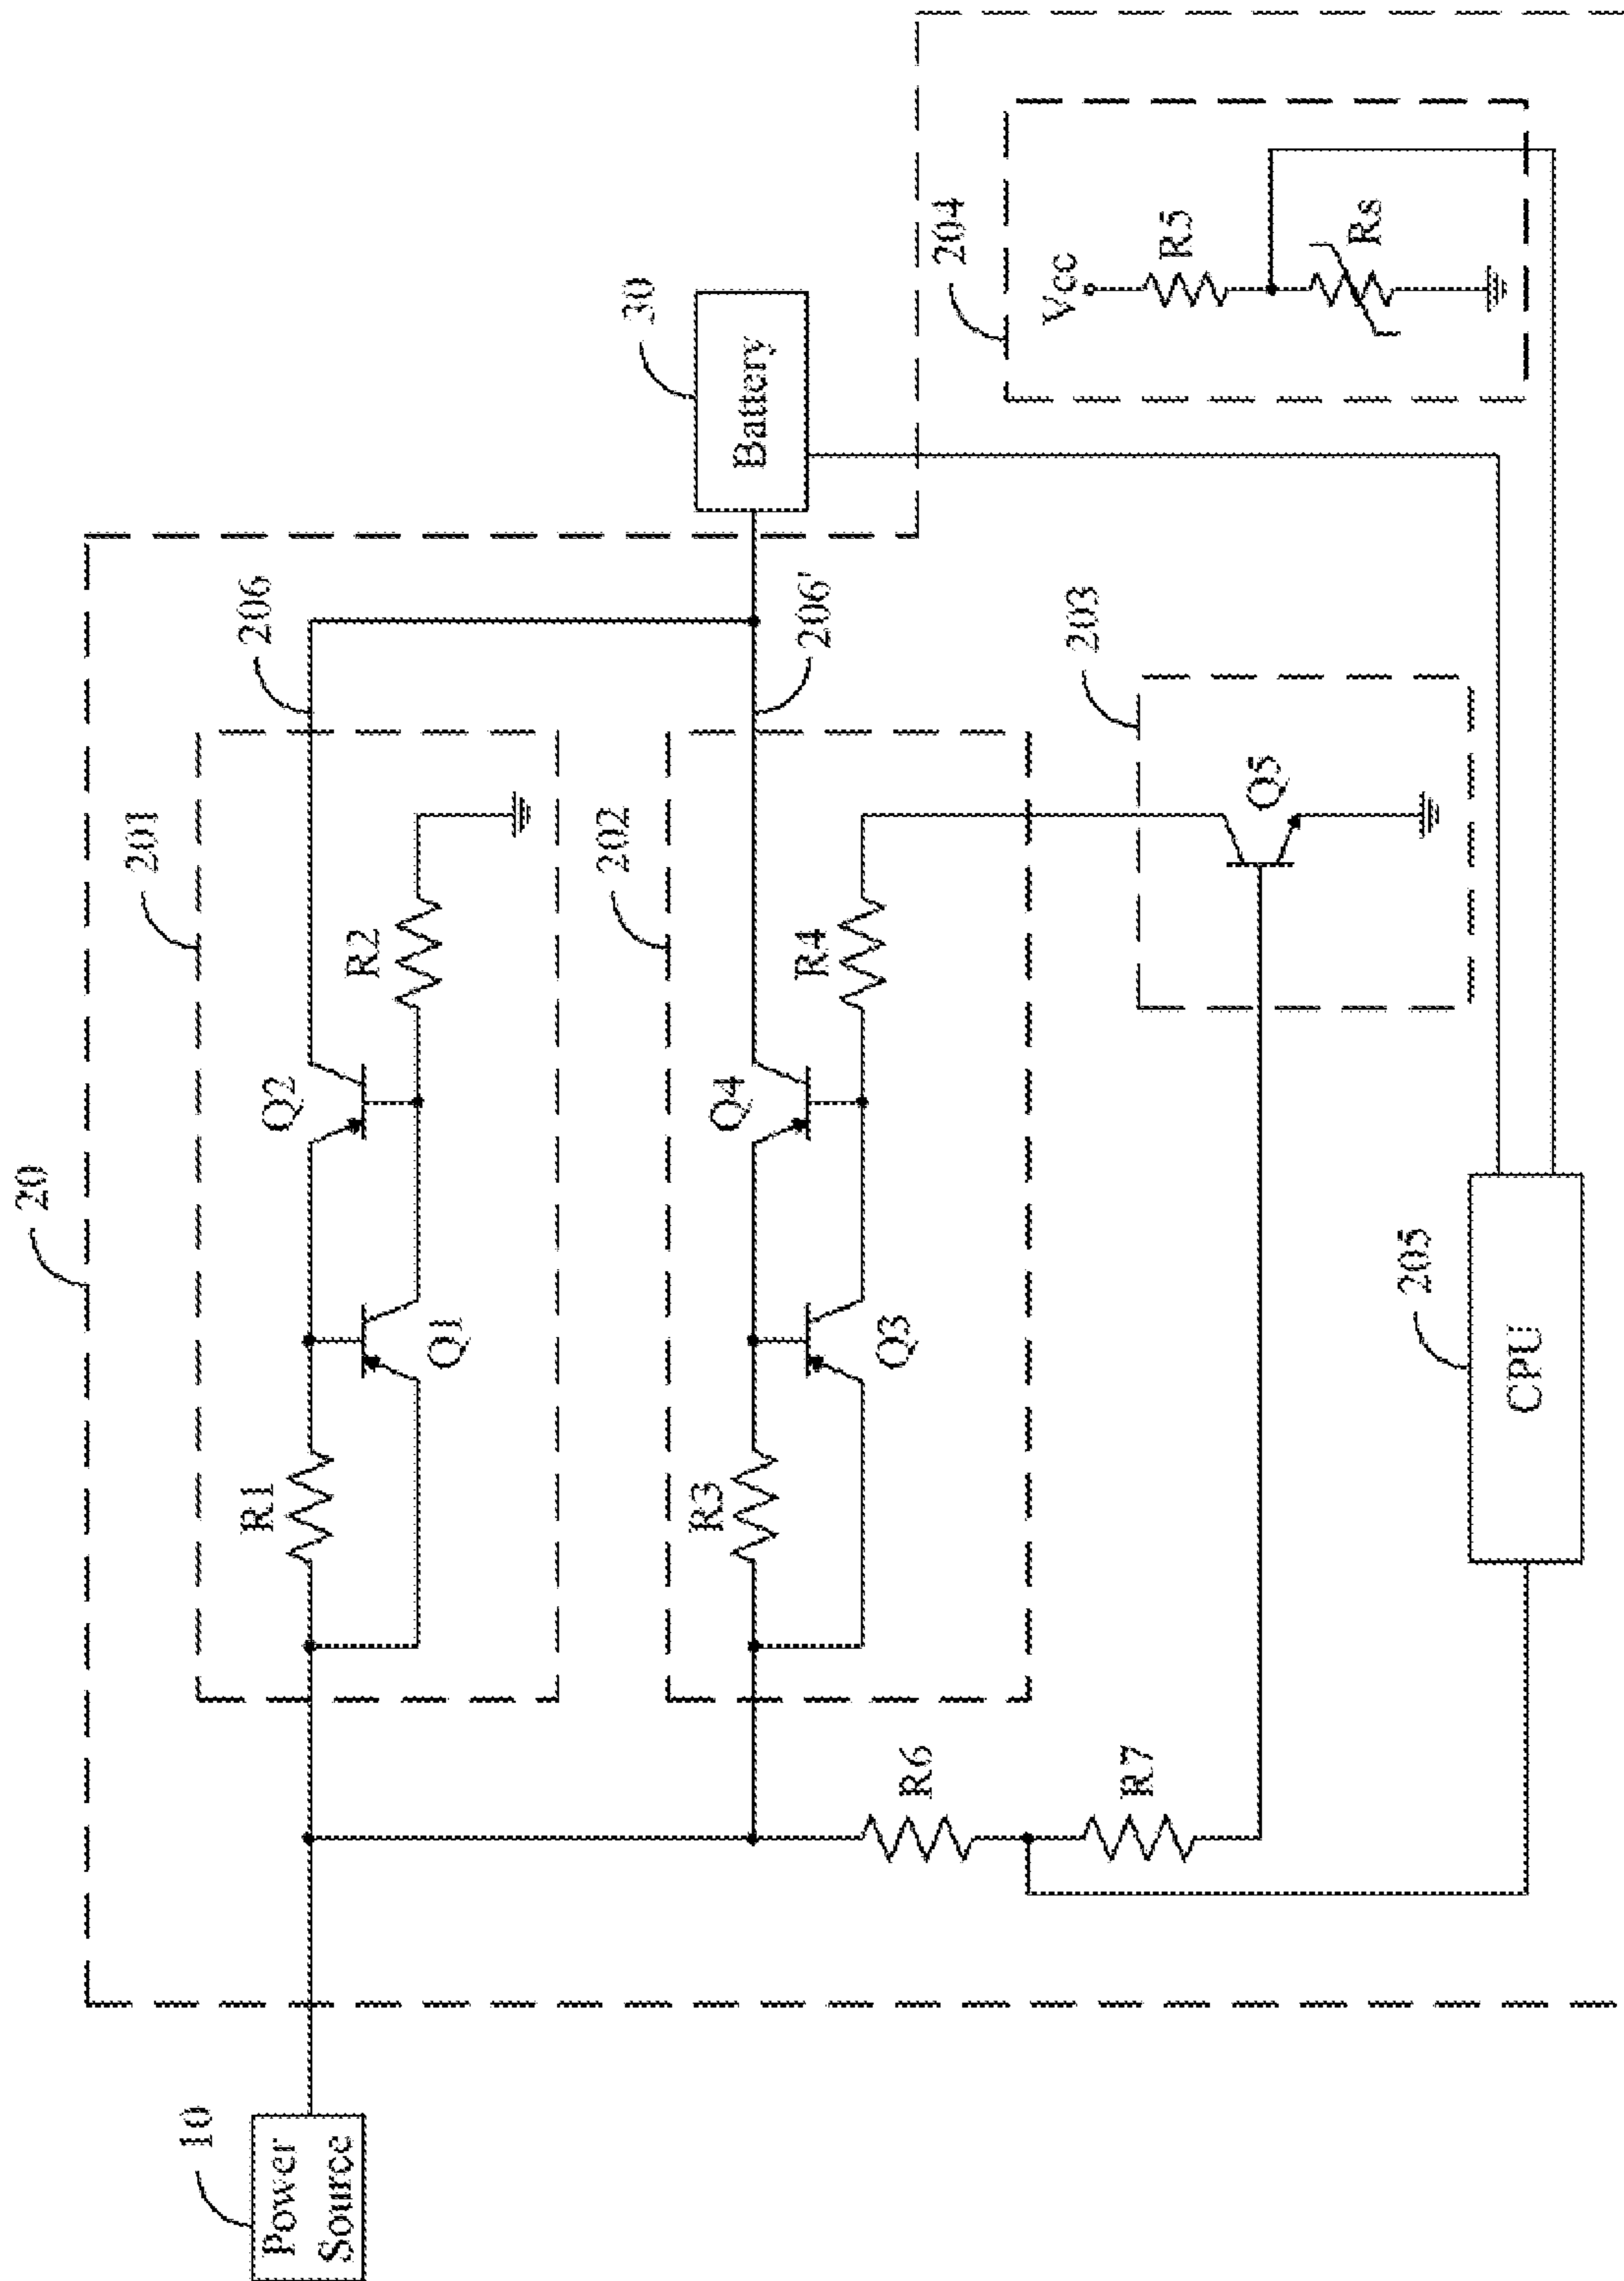 20
201
206
R1
Q2
Q1
R2
10
Power
Source
202
R3
Q4
Q3
R4
206'
30
Battery
R6
R7
203
Q5
204
Vcc
R5
Rs
205
CPU